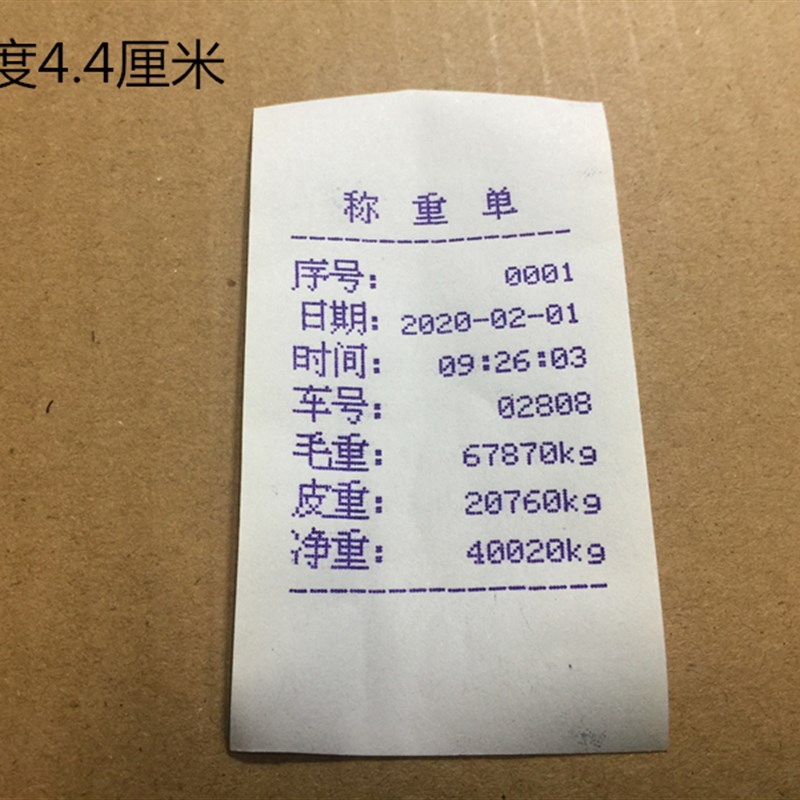 度4.4厘米
称重单
序号: 0001
日期: 2020-02-01
时间: 09:26:03
车号: 02808
毛重: 67870kg
皮重: 20760kg
净重: 40020kg